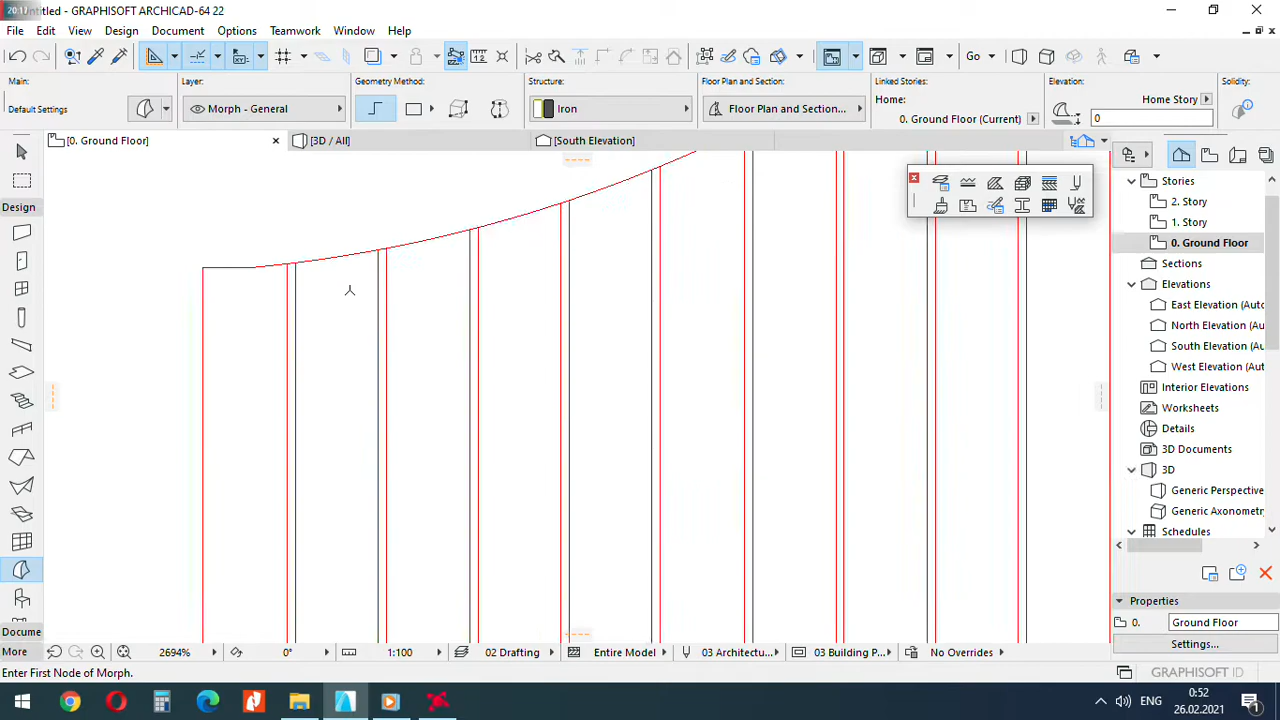 20:17 Untitled - GRAPHISOFT ARCHICAD-64 22
File Edit View Design Document Options Teamwork Window Help
Go
Main: Layer: Geometry Method: Structure: Floor Plan and Section: Linked Stories: Elevation: Solidity:
Default Settings Morph - General Iron Floor Plan and Section... Home: Home Story
0. Ground Floor (Current) 0
[0. Ground Floor] [3D / All] [South Elevation]
Design
Stories
2. Story
1. Story
0. Ground Floor
Sections
Elevations
East Elevation (Auto
North Elevation (Auto
South Elevation (Au
West Elevation (Aut
Interior Elevations
Worksheets
Details
3D Documents
3D
Generic Perspective
Generic Axonometr
Schedules
Properties
0. Ground Floor
Settings...
Docume
More 2694% 0° 1:100 02 Drafting Entire Model 03 Architectu... 03 Building P... No Overrides
Enter First Node of Morph. GRAPHISOFT ID
ENG 0:52
26.02.2021 1